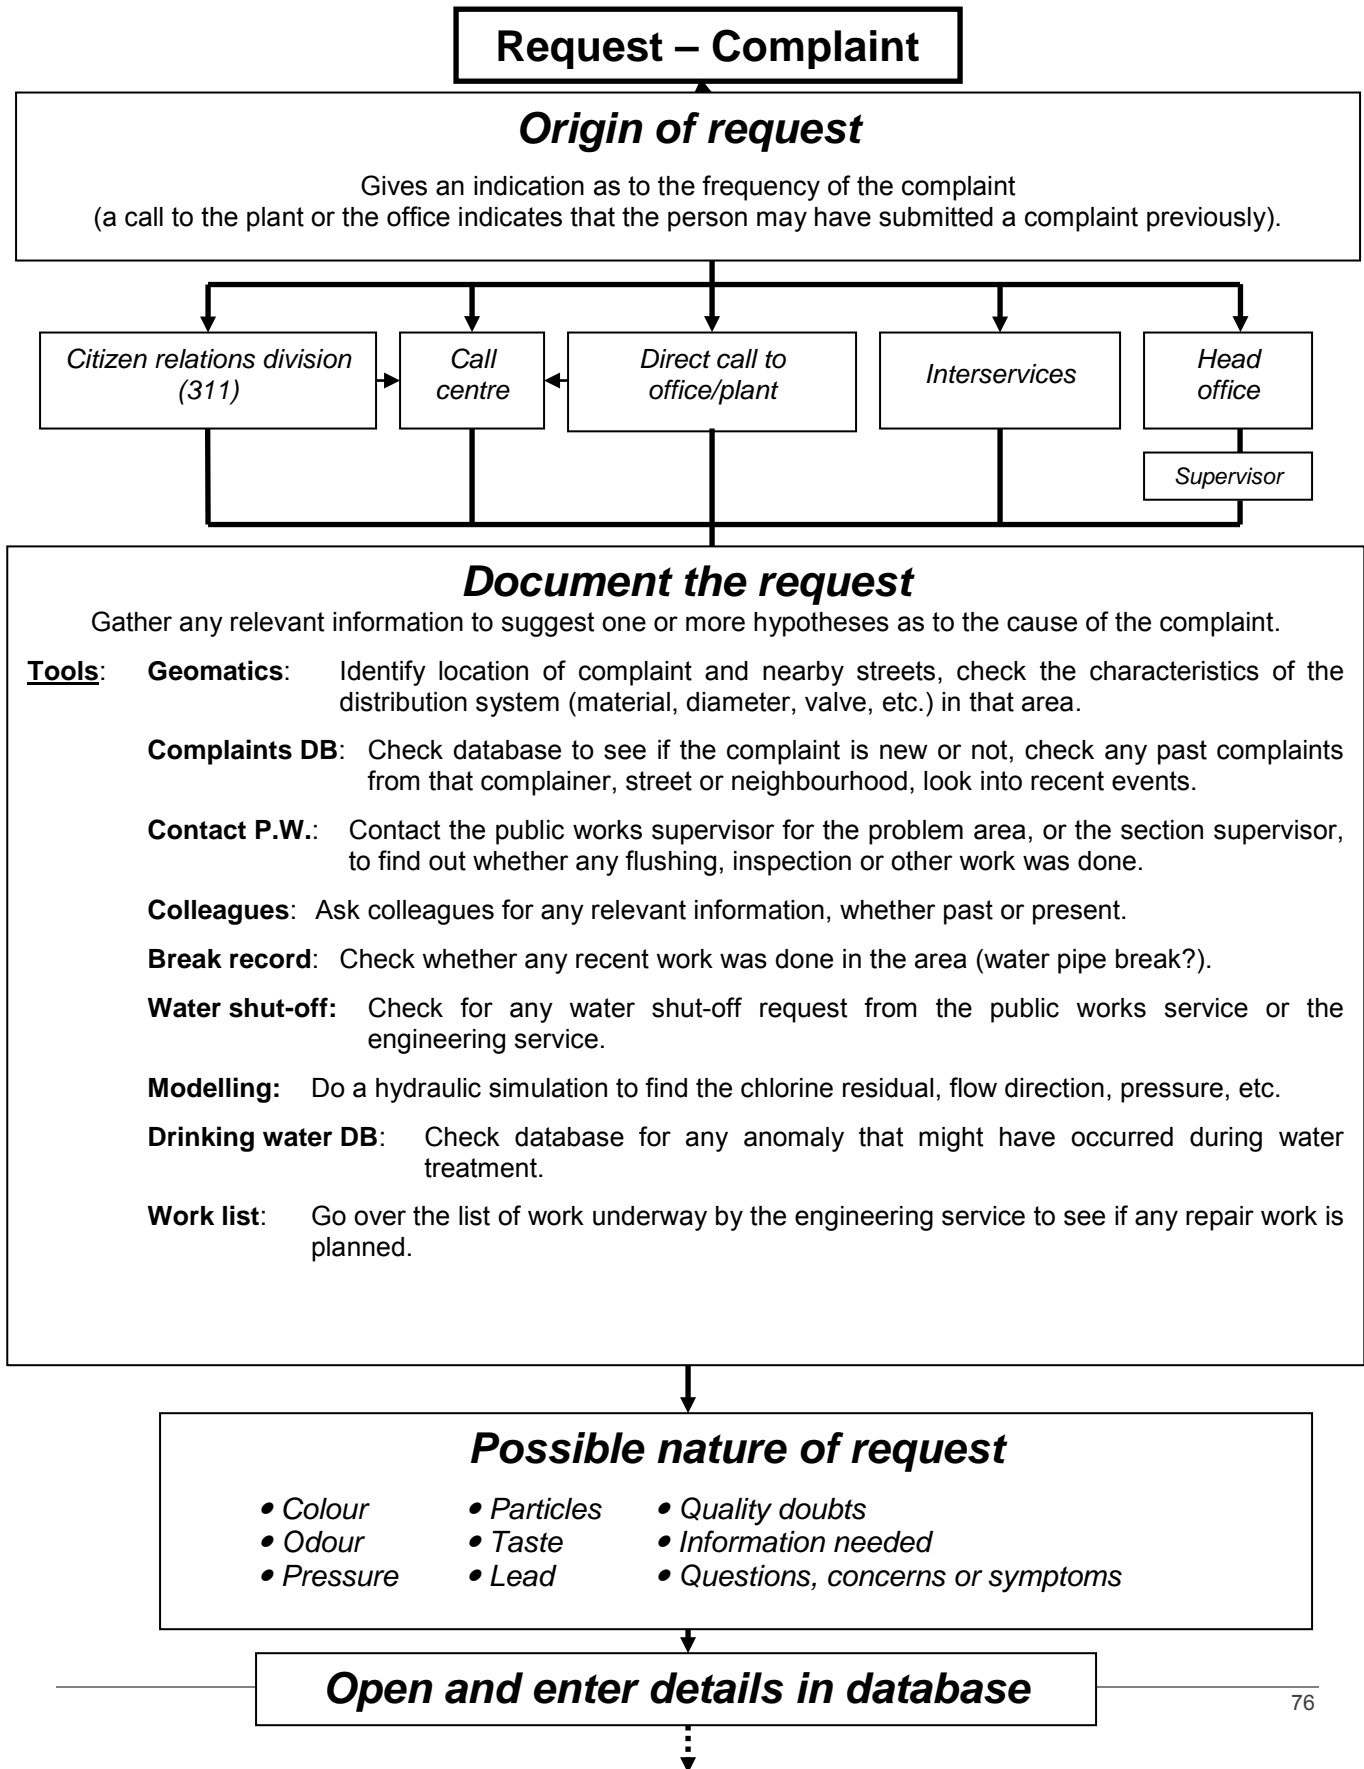 Request – Complaint
Origin of request
Gives an indication as to the frequency of the complaint
(a call to the plant or the office indicates that the person may have submitted a complaint previously).
Citizen relations division
(311)
Call
centre
Direct call to
office/plant
Interservices
Head
office
Supervisor
Document the request
Gather any relevant information to suggest one or more hypotheses as to the cause of the complaint.
Tools: Geomatics: Identify location of complaint and nearby streets, check the characteristics of the
distribution system (material, diameter, valve, etc.) in that area.
Complaints DB: Check database to see if the complaint is new or not, check any past complaints
from that complainer, street or neighbourhood, look into recent events.
Contact P.W.: Contact the public works supervisor for the problem area, or the section supervisor,
to find out whether any flushing, inspection or other work was done.
Colleagues: Ask colleagues for any relevant information, whether past or present.
Break record: Check whether any recent work was done in the area (water pipe break?).
Water shut-off: Check for any water shut-off request from the public works service or the
engineering service.
Modelling: Do a hydraulic simulation to find the chlorine residual, flow direction, pressure, etc.
Drinking water DB: Check database for any anomaly that might have occurred during water
treatment.
Work list: Go over the list of work underway by the engineering service to see if any repair work is
planned.
Possible nature of request
• Colour • Particles • Quality doubts
• Odour • Taste • Information needed
• Pressure • Lead • Questions, concerns or symptoms
Open and enter details in database
76